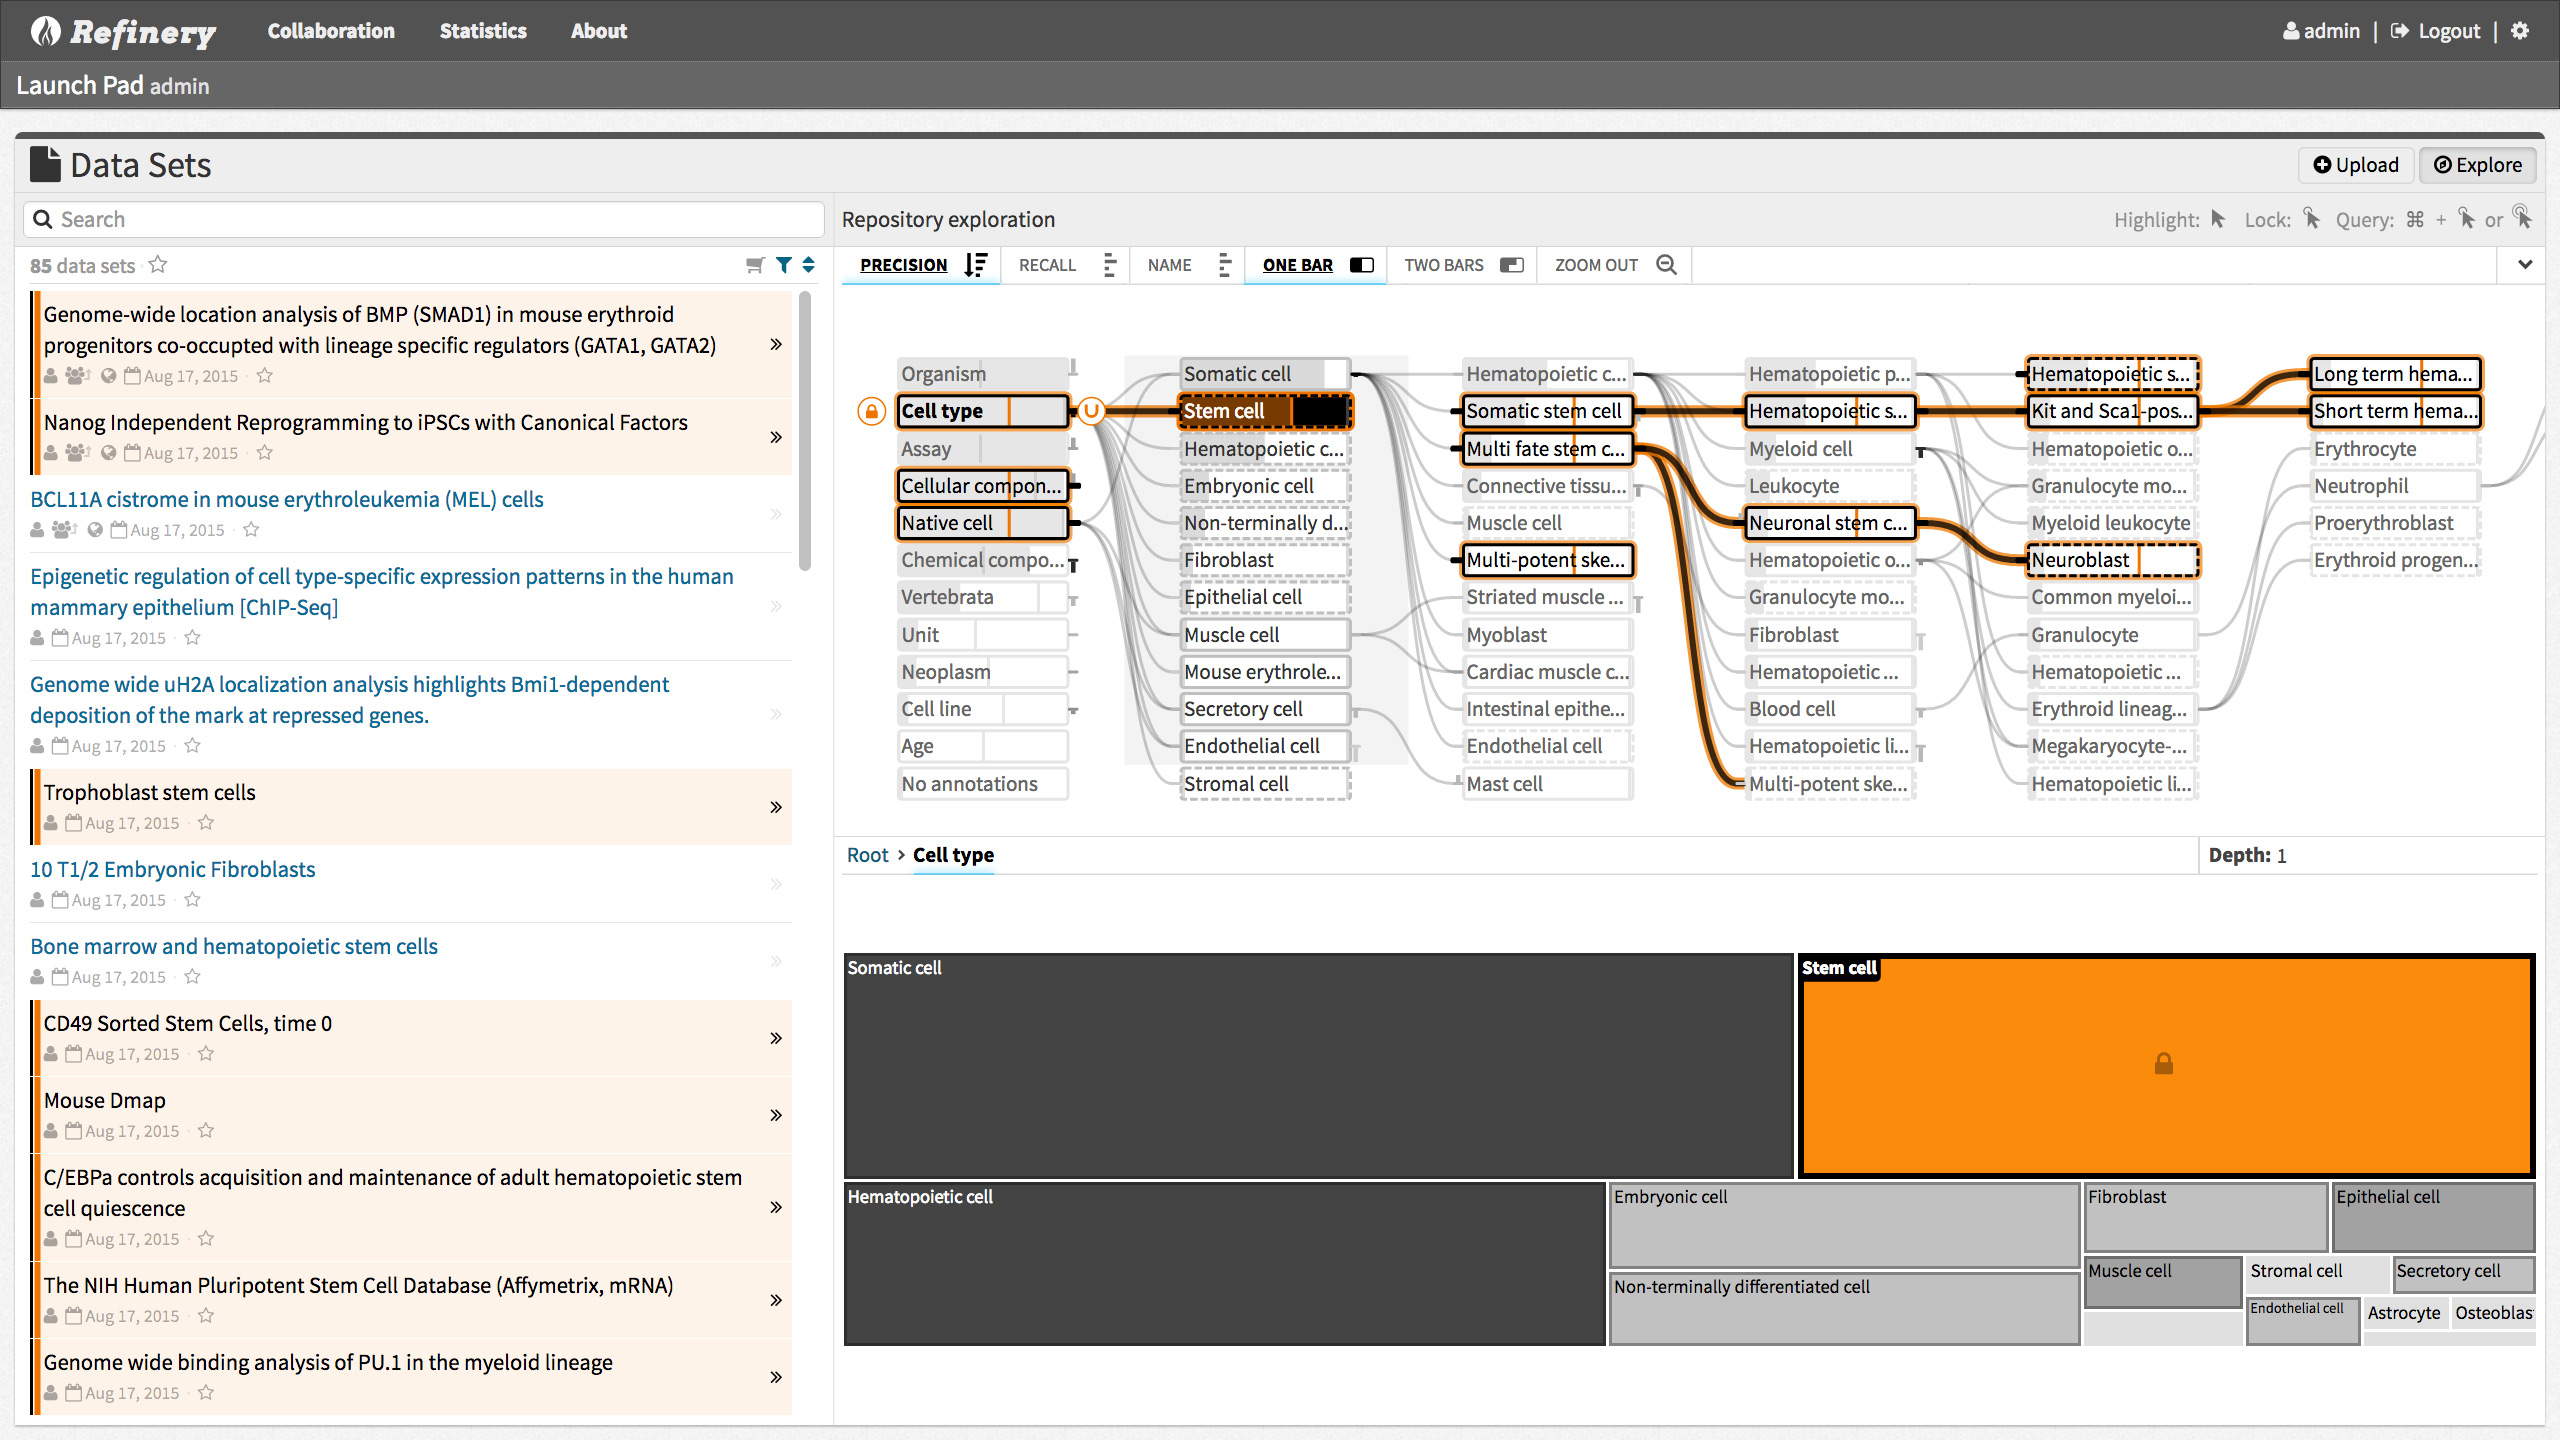 Refinery
Collaboration
Statistics
About
admin | Logout |
Launch Pad admin
Data Sets
Upload
Explore
Search
Repository exploration
Highlight:
Lock:
Query: ⌘ + or
85 data sets
PRECISION
RECALL
NAME
ONE BAR
TWO BARS
ZOOM OUT
Genome-wide location analysis of BMP (SMAD1) in mouse erythroid
progenitors co-occupted with lineage specific regulators (GATA1, GATA2)
Aug 17, 2015
Nanog Independent Reprogramming to iPSCs with Canonical Factors
Aug 17, 2015
BCL11A cistrome in mouse erythroleukemia (MEL) cells
Aug 17, 2015
Epigenetic regulation of cell type-specific expression patterns in the human
mammary epithelium [ChIP-Seq]
Aug 17, 2015
Genome wide uH2A localization analysis highlights Bmi1-dependent
deposition of the mark at repressed genes.
Aug 17, 2015
Trophoblast stem cells
Aug 17, 2015
10 T1/2 Embryonic Fibroblasts
Aug 17, 2015
Bone marrow and hematopoietic stem cells
Aug 17, 2015
CD49 Sorted Stem Cells, time 0
Aug 17, 2015
Mouse Dmap
Aug 17, 2015
C/EBPa controls acquisition and maintenance of adult hematopoietic stem
cell quiescence
Aug 17, 2015
The NIH Human Pluripotent Stem Cell Database (Affymetrix, mRNA)
Aug 17, 2015
Genome wide binding analysis of PU.1 in the myeloid lineage
Aug 17, 2015
Organism
Cell type
Assay
Cellular compon...
Native cell
Chemical compo...
Vertebrata
Unit
Neoplasm
Cell line
Age
No annotations
Somatic cell
Stem cell
Hematopoietic c...
Embryonic cell
Non-terminally d...
Fibroblast
Epithelial cell
Muscle cell
Mouse erythrole...
Secretory cell
Endothelial cell
Stromal cell
Hematopoietic c...
Somatic stem cell
Multi fate stem c...
Connective tissu...
Muscle cell
Multi-potent ske...
Striated muscle ...
Myoblast
Cardiac muscle c...
Intestinal epithe...
Endothelial cell
Mast cell
Hematopoietic p...
Hematopoietic s...
Myeloid cell
Leukocyte
Neuronal stem c...
Hematopoietic o...
Granulocyte mo...
Fibroblast
Hematopoietic ...
Blood cell
Hematopoietic li...
Multi-potent ske...
Hematopoietic s...
Kit and Sca1-pos...
Hematopoietic o...
Granulocyte mo...
Myeloid leukocyte
Neuroblast
Common myeloi...
Granulocyte
Hematopoietic ...
Erythroid lineag...
Megakaryocyte-...
Hematopoietic li...
Long term hema...
Short term hema...
Erythrocyte
Neutrophil
Proerythroblast
Erythroid progen...
Root › Cell type
Depth: 1
Somatic cell
Stem cell
Hematopoietic cell
Embryonic cell
Non-terminally differentiated cell
Fibroblast
Epithelial cell
Muscle cell
Stromal cell
Secretory cell
Endothelial cell
Astrocyte
Osteoblas